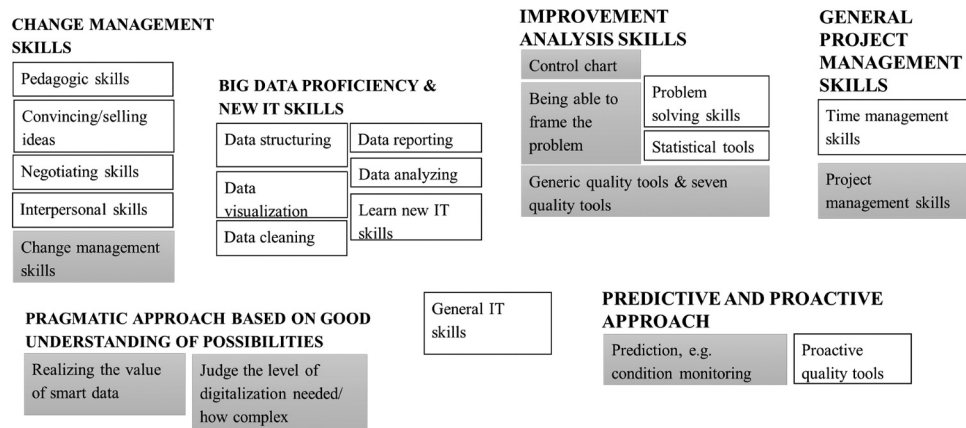 CHANGE MANAGEMENT
SKILLS
Pedagogic skills
Convincing/selling
ideas
Negotiating skills
Interpersonal skills
Change management
skills
BIG DATA PROFICIENCY &
NEW IT SKILLS
Data structuring
Data reporting
Data analyzing
Data
visualization
Learn new IT
skills
Data cleaning
IMPROVEMENT
ANALYSIS SKILLS
Control chart
Being able to
frame the
problem
Problem
solving skills
Statistical tools
Generic quality tools & seven
quality tools
GENERAL
PROJECT
MANAGEMENT
SKILLS
Time management
skills
Project
management skills
PRAGMATIC APPROACH BASED ON GOOD
UNDERSTANDING OF POSSIBILITIES
Realizing the value
of smart data
Judge the level of
digitalization needed/
how complex
General IT
skills
PREDICTIVE AND PROACTIVE
APPROACH
Prediction, e.g.
condition monitoring
Proactive
quality tools